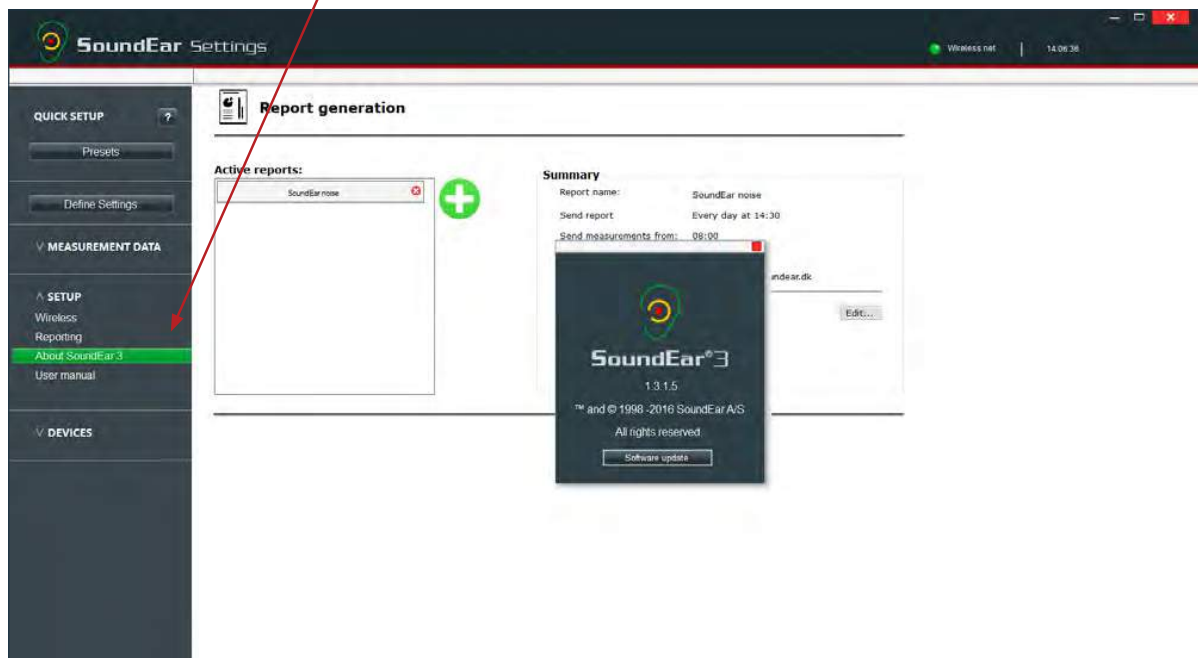 SoundEar Settings
Wireless net | 14:06:36
QUICK SETUP ?
Presets
Define Settings
MEASUREMENT DATA
SETUP
Wireless
Reporting
About SoundEar 3
User manual
DEVICES
Report generation
Active reports:
SoundEar noise
Summary
Report name: SoundEar noise
Send report Every day at 14:30
Send measurements from: 08:00
undear.dk
Edit...
SoundEar®3
1.3.1.5
™ and © 1998 -2016 SoundEar A/S
All rights reserved
Software update